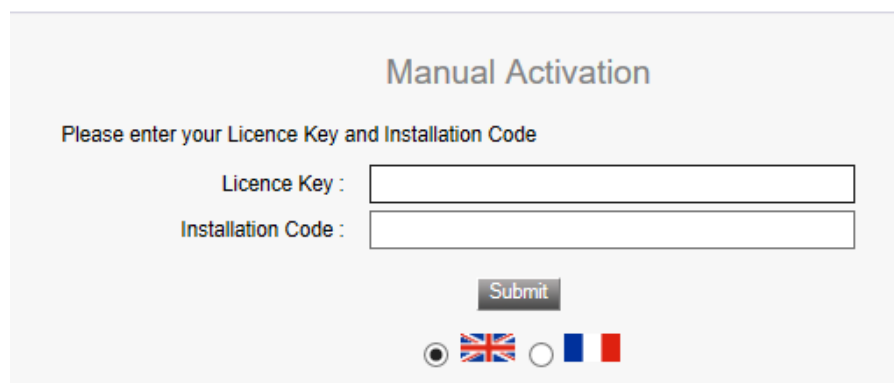 Manual Activation
Please enter your Licence Key and Installation Code
Licence Key :
Installation Code :
Submit